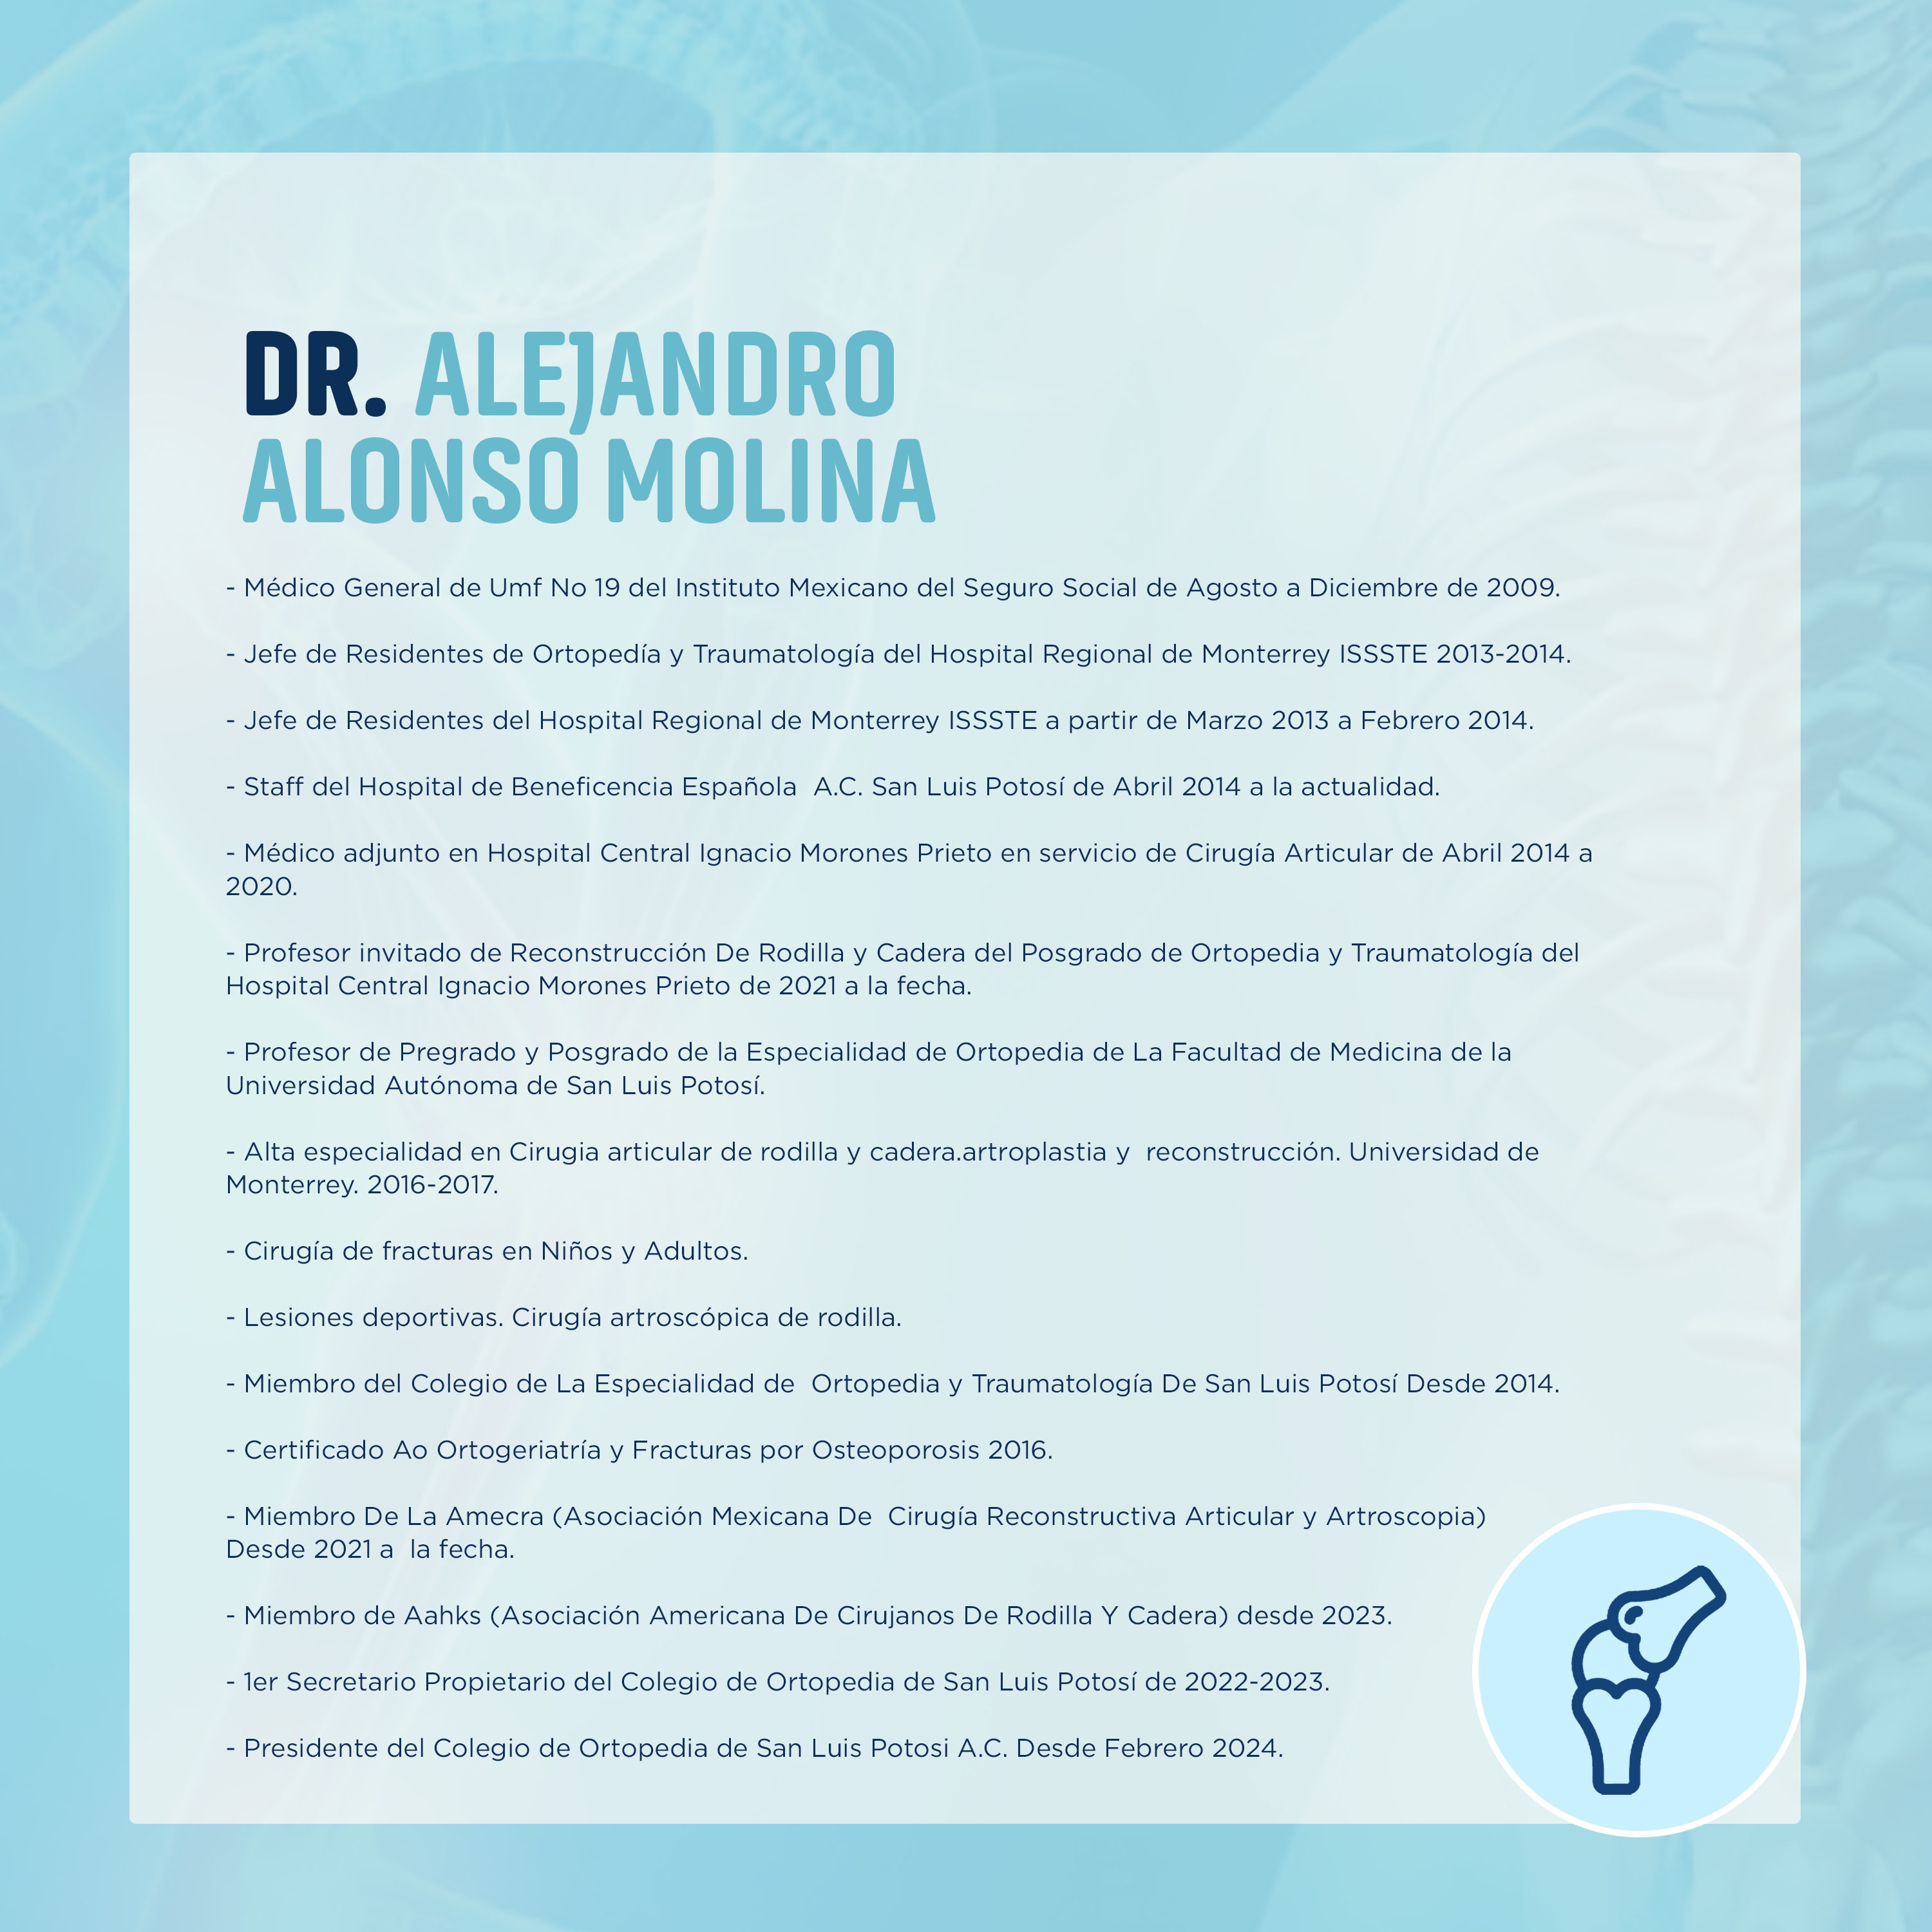 DR. ALEJANDRO
ALONSO MOLINA
- Médico General de Umf No 19 del Instituto Mexicano del Seguro Social de Agosto a Diciembre de 2009.
- Jefe de Residentes de Ortopedía y Traumatología del Hospital Regional de Monterrey ISSSTE 2013-2014.
- Jefe de Residentes del Hospital Regional de Monterrey ISSSTE a partir de Marzo 2013 a Febrero 2014.
- Staff del Hospital de Beneficencia Española  A.C. San Luis Potosí de Abril 2014 a la actualidad.
- Médico adjunto en Hospital Central Ignacio Morones Prieto en servicio de Cirugía Articular de Abril 2014 a
2020.
- Profesor invitado de Reconstrucción De Rodilla y Cadera del Posgrado de Ortopedia y Traumatología del
Hospital Central Ignacio Morones Prieto de 2021 a la fecha.
- Profesor de Pregrado y Posgrado de la Especialidad de Ortopedia de La Facultad de Medicina de la
Universidad Autónoma de San Luis Potosí.
- Alta especialidad en Cirugia articular de rodilla y cadera.artroplastia y  reconstrucción. Universidad de
Monterrey. 2016-2017.
- Cirugía de fracturas en Niños y Adultos.
- Lesiones deportivas. Cirugía artroscópica de rodilla.
- Miembro del Colegio de La Especialidad de  Ortopedia y Traumatología De San Luis Potosí Desde 2014.
- Certificado Ao Ortogeriatría y Fracturas por Osteoporosis 2016.
- Miembro De La Amecra (Asociación Mexicana De  Cirugía Reconstructiva Articular y Artroscopia)
Desde 2021 a  la fecha.
- Miembro de Aahks (Asociación Americana De Cirujanos De Rodilla Y Cadera) desde 2023.
- 1er Secretario Propietario del Colegio de Ortopedia de San Luis Potosí de 2022-2023.
- Presidente del Colegio de Ortopedia de San Luis Potosi A.C. Desde Febrero 2024.